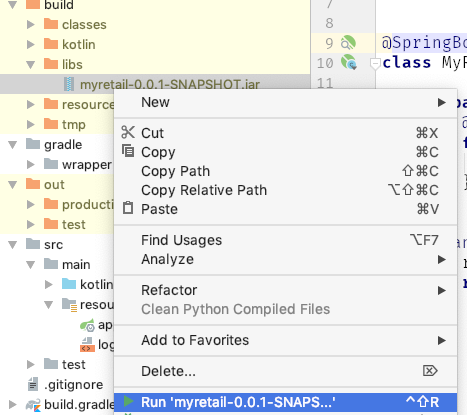 build
classes
kotlin
libs
myretail-0.0.1-SNAPSHOT.jar
resource
tmp
gradle
wrapper
out
producti
test
src
main
kotlin
resou
ap
log
test
.gitignore
build.gradle
7
8
9 @SpringBo
10 class MyR
New
Cut ⌘X
Copy ⌘C
Copy Path ⇧⌘C
Copy Relative Path ⌥⇧⌘C
Paste ⌘V
Find Usages ⌥F7
Analyze
Refactor
Clean Python Compiled Files
Add to Favorites
Delete... ⌦
Run 'myretail-0.0.1-SNAPS...' ^⇧R